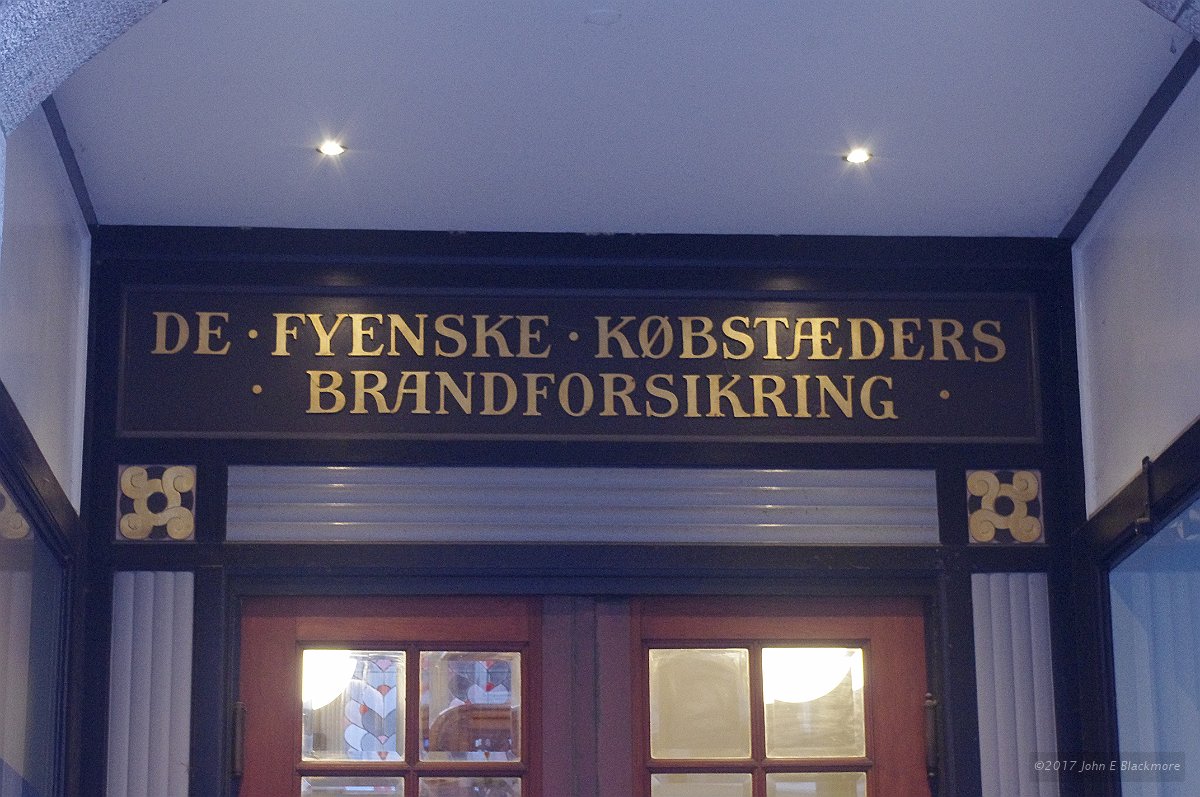 DE · FYENSKE · KØBSTÆDERS
· BRANDFORSIKRING ·
©2017 John E Blackmore